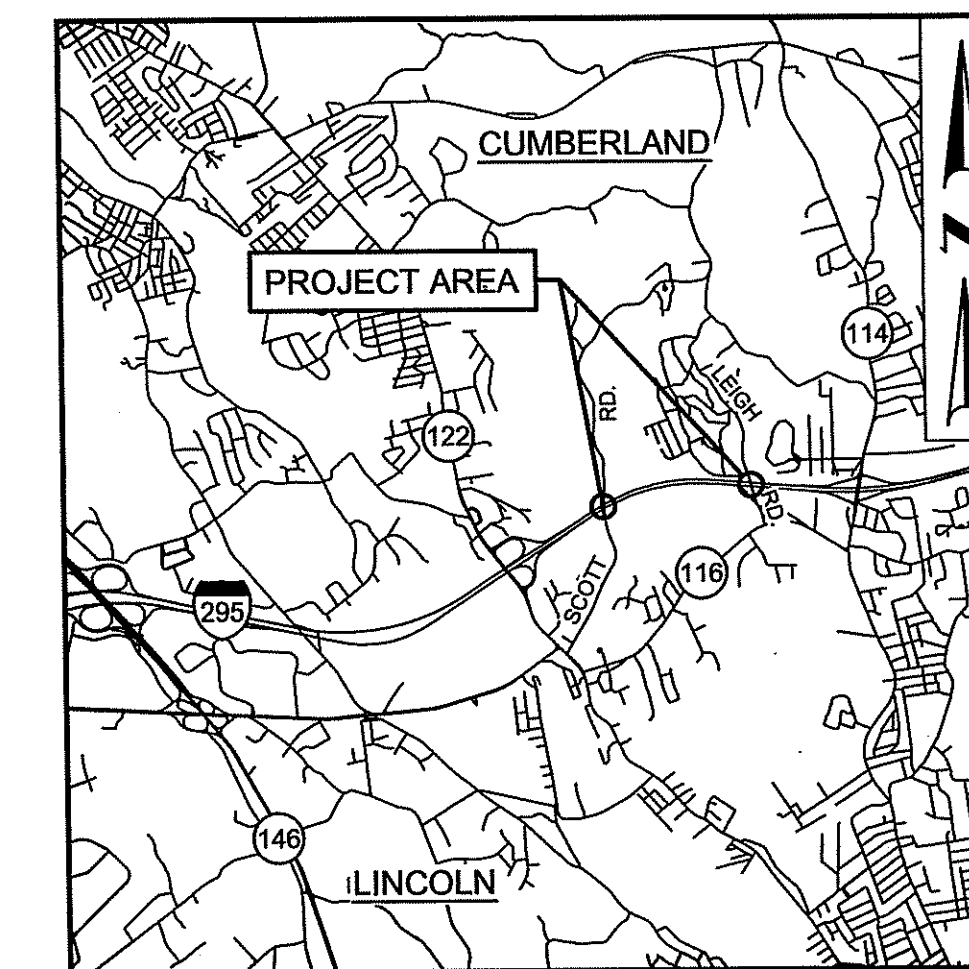 CUMBERLAND
N
PROJECT AREA
114
LEIGH
RD.
122
RD.
SCOTT
116
295
146
LINCOLN